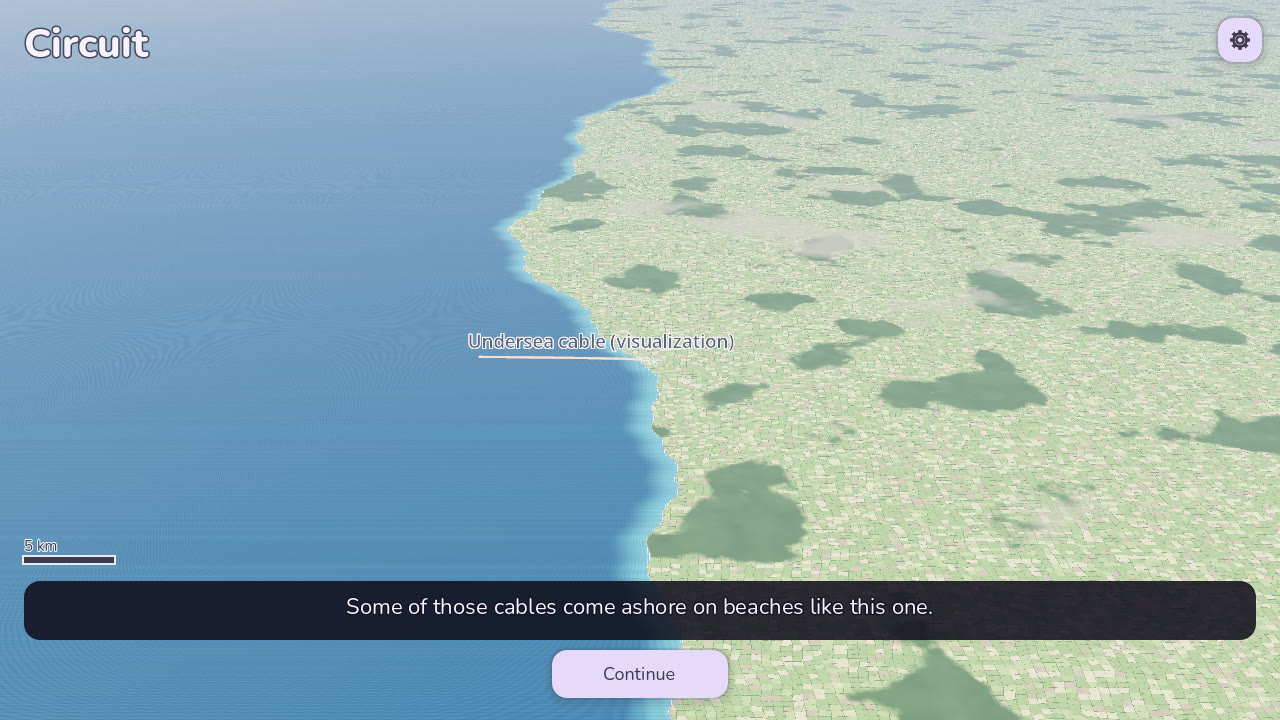 Circuit
Undersea cable (visualization)
5 km
Some of those cables come ashore on beaches like this one.
Continue